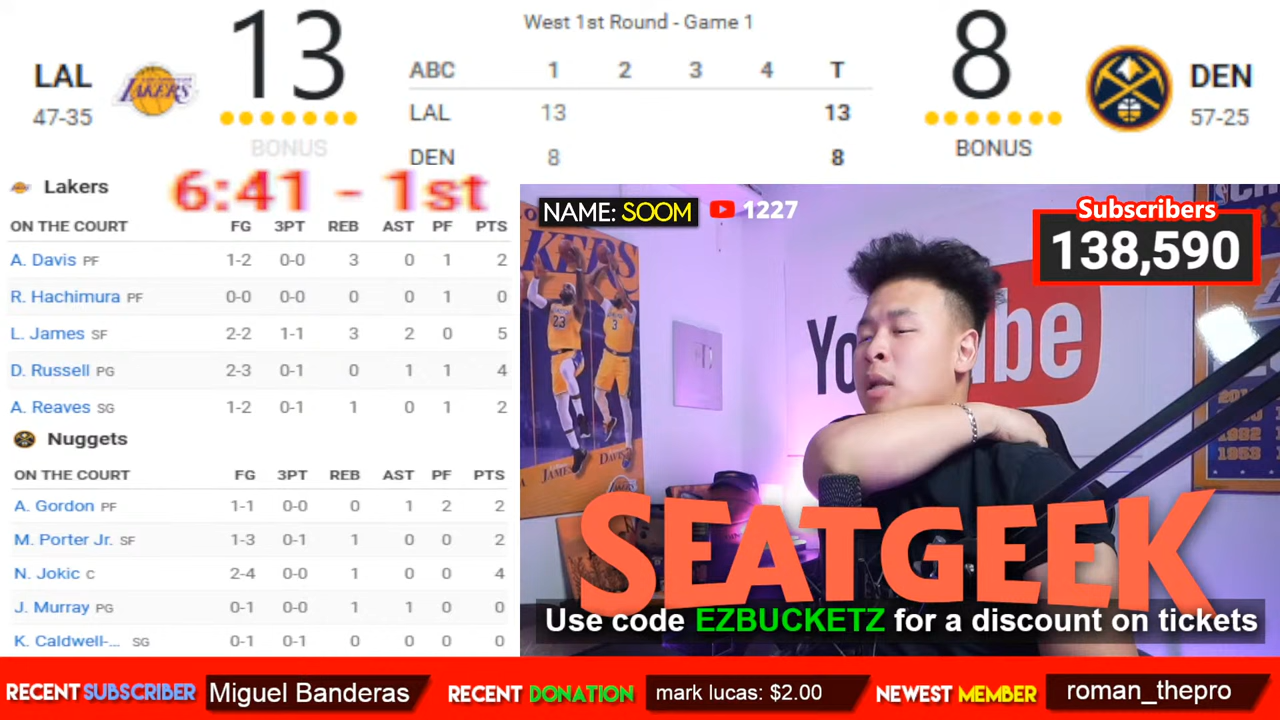 West 1st Round - Game 1
LAL
47-35
LAKERS
13
BONUS
ABC 1 2 3 4 T
LAL 13 13
DEN 8 8
8
BONUS
DEN
57-25
Lakers
6:41 - 1st
ON THE COURT FG 3PT REB AST PF PTS
A. Davis PF 1-2 0-0 3 0 1 2
R. Hachimura PF 0-0 0-0 0 0 1 0
L. James SF 2-2 1-1 3 2 0 5
D. Russell PG 2-3 0-1 0 1 1 4
A. Reaves SG 1-2 0-1 1 0 1 2
Nuggets
ON THE COURT FG 3PT REB AST PF PTS
A. Gordon PF 1-1 0-0 0 1 2 2
M. Porter Jr. SF 1-3 0-1 1 0 0 2
N. Jokic C 2-4 0-0 1 0 0 4
J. Murray PG 0-1 0-0 1 1 0 0
K. Caldwell-... SG 0-1 0-1 0 0 0 0
NAME: SOOM
1227
Subscribers
138,590
KERS
23
3
JAMES DAVIS
YouTube
SEATGEEK
Use code EZBUCKETZ for a discount on tickets
RECENT SUBSCRIBER Miguel Banderas
RECENT DONATION mark lucas: $2.00
NEWEST MEMBER roman_thepro